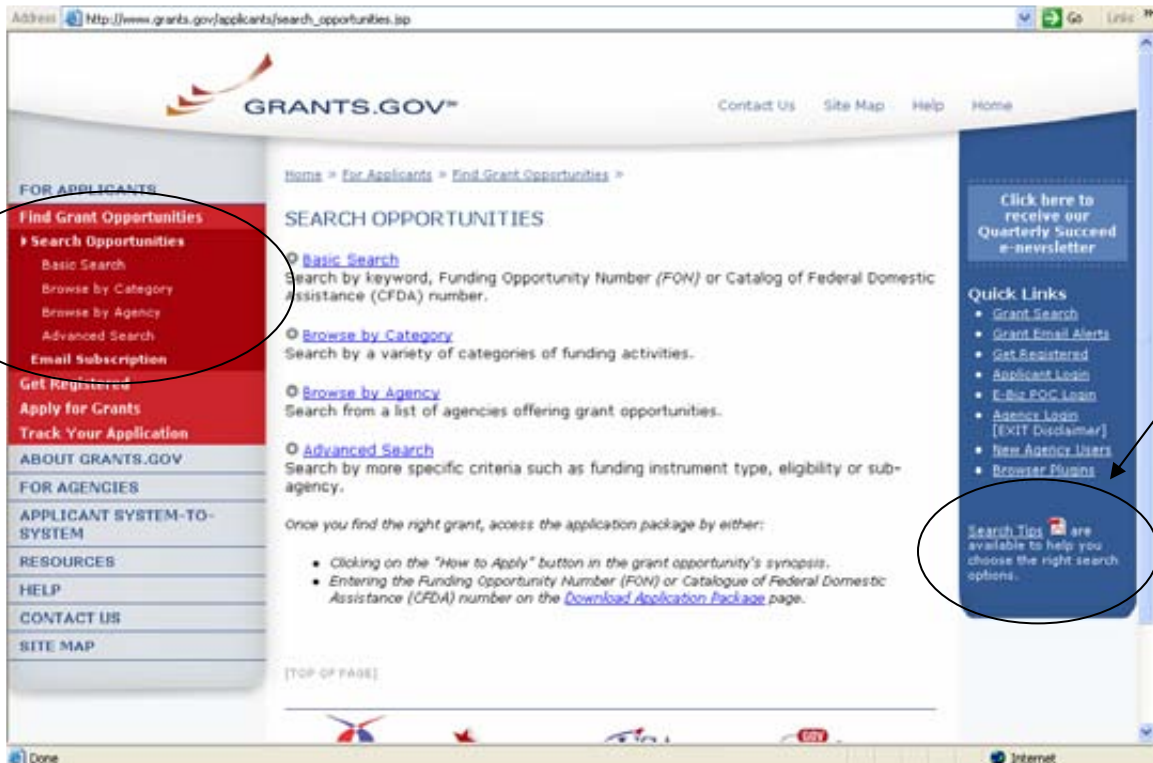 Address http://www.grants.gov/applicants/search_opportunities.jsp Go Links »
GRANTS.GOV℠
Contact Us Site Map Help Home
FOR APPLICANTS
Find Grant Opportunities
Search Opportunities
Basic Search
Browse by Category
Browse by Agency
Advanced Search
Email Subscription
Get Registered
Apply for Grants
Track Your Application
ABOUT GRANTS.GOV
FOR AGENCIES
APPLICANT SYSTEM-TO-
SYSTEM
RESOURCES
HELP
CONTACT US
SITE MAP
Home > For Applicants > Find Grant Opportunities >
SEARCH OPPORTUNITIES
Basic Search
Search by keyword, Funding Opportunity Number (FON) or Catalog of Federal Domestic
Assistance (CFDA) number.
Browse by Category
Search by a variety of categories of funding activities.
Browse by Agency
Search from a list of agencies offering grant opportunities.
Advanced Search
Search by more specific criteria such as funding instrument type, eligibility or sub-
agency.
Once you find the right grant, access the application package by either:
• Clicking on the "How to Apply" button in the grant opportunity's synopsis.
• Entering the Funding Opportunity Number (FON) or Catalogue of Federal Domestic
Assistance (CFDA) number on the Download Application Package page.
[TOP OF PAGE]
Click here to
receive our
Quarterly Succeed
e-newsletter
Quick Links
• Grant Search
• Grant Email Alerts
• Get Registered
• Applicant Login
• E-Biz POC Login
• Agency Login
[EXIT Disclaimer]
• New Agency Users
• Browser Plugins
Search Tips are
available to help you
choose the right search
options.
GOV
Done
Internet